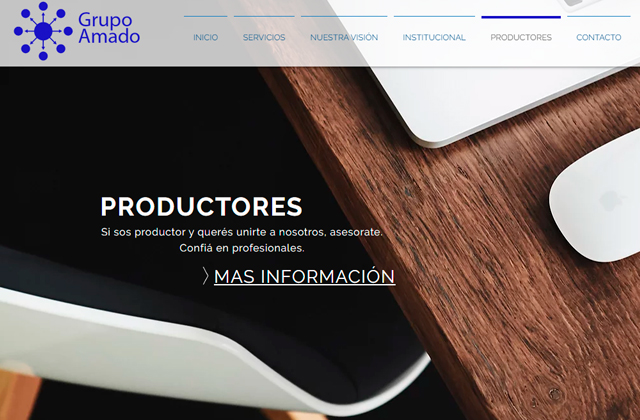 Grupo
Amado
INICIO SERVICIOS NUESTRA VISIÓN INSTITUCIONAL PRODUCTORES CONTACTO
PRODUCTORES
Si sos productor y querés unirte a nosotros, asesorate.
Confiá en profesionales.
〉MAS INFORMACIÓN